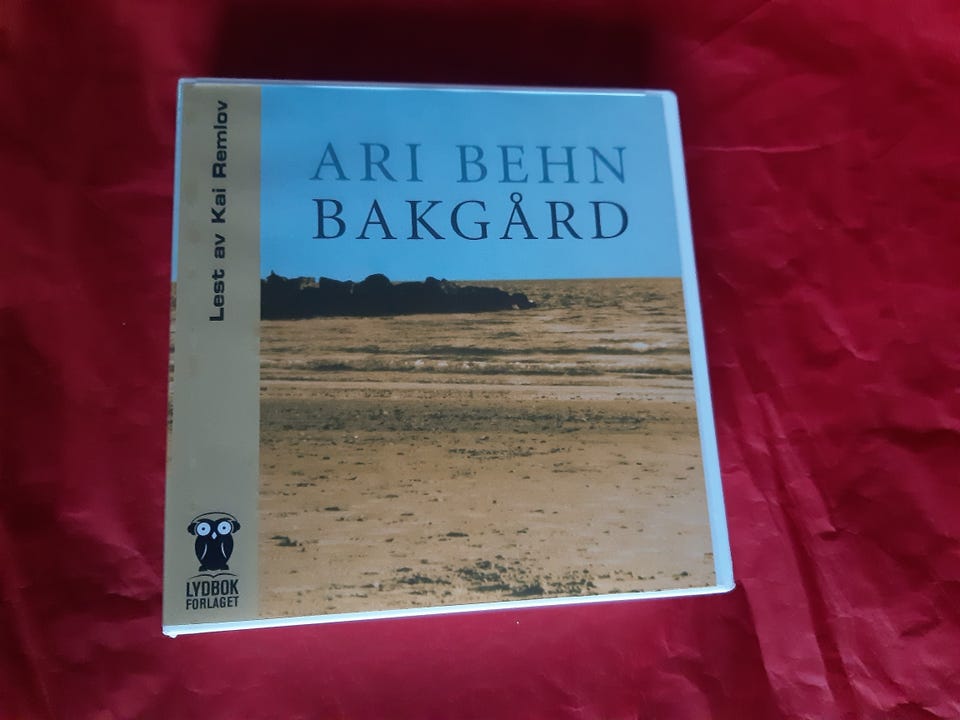 Lest av Kai Remlov
ARI BEHN
BAKGÅRD
LYDBOK
FORLAGET